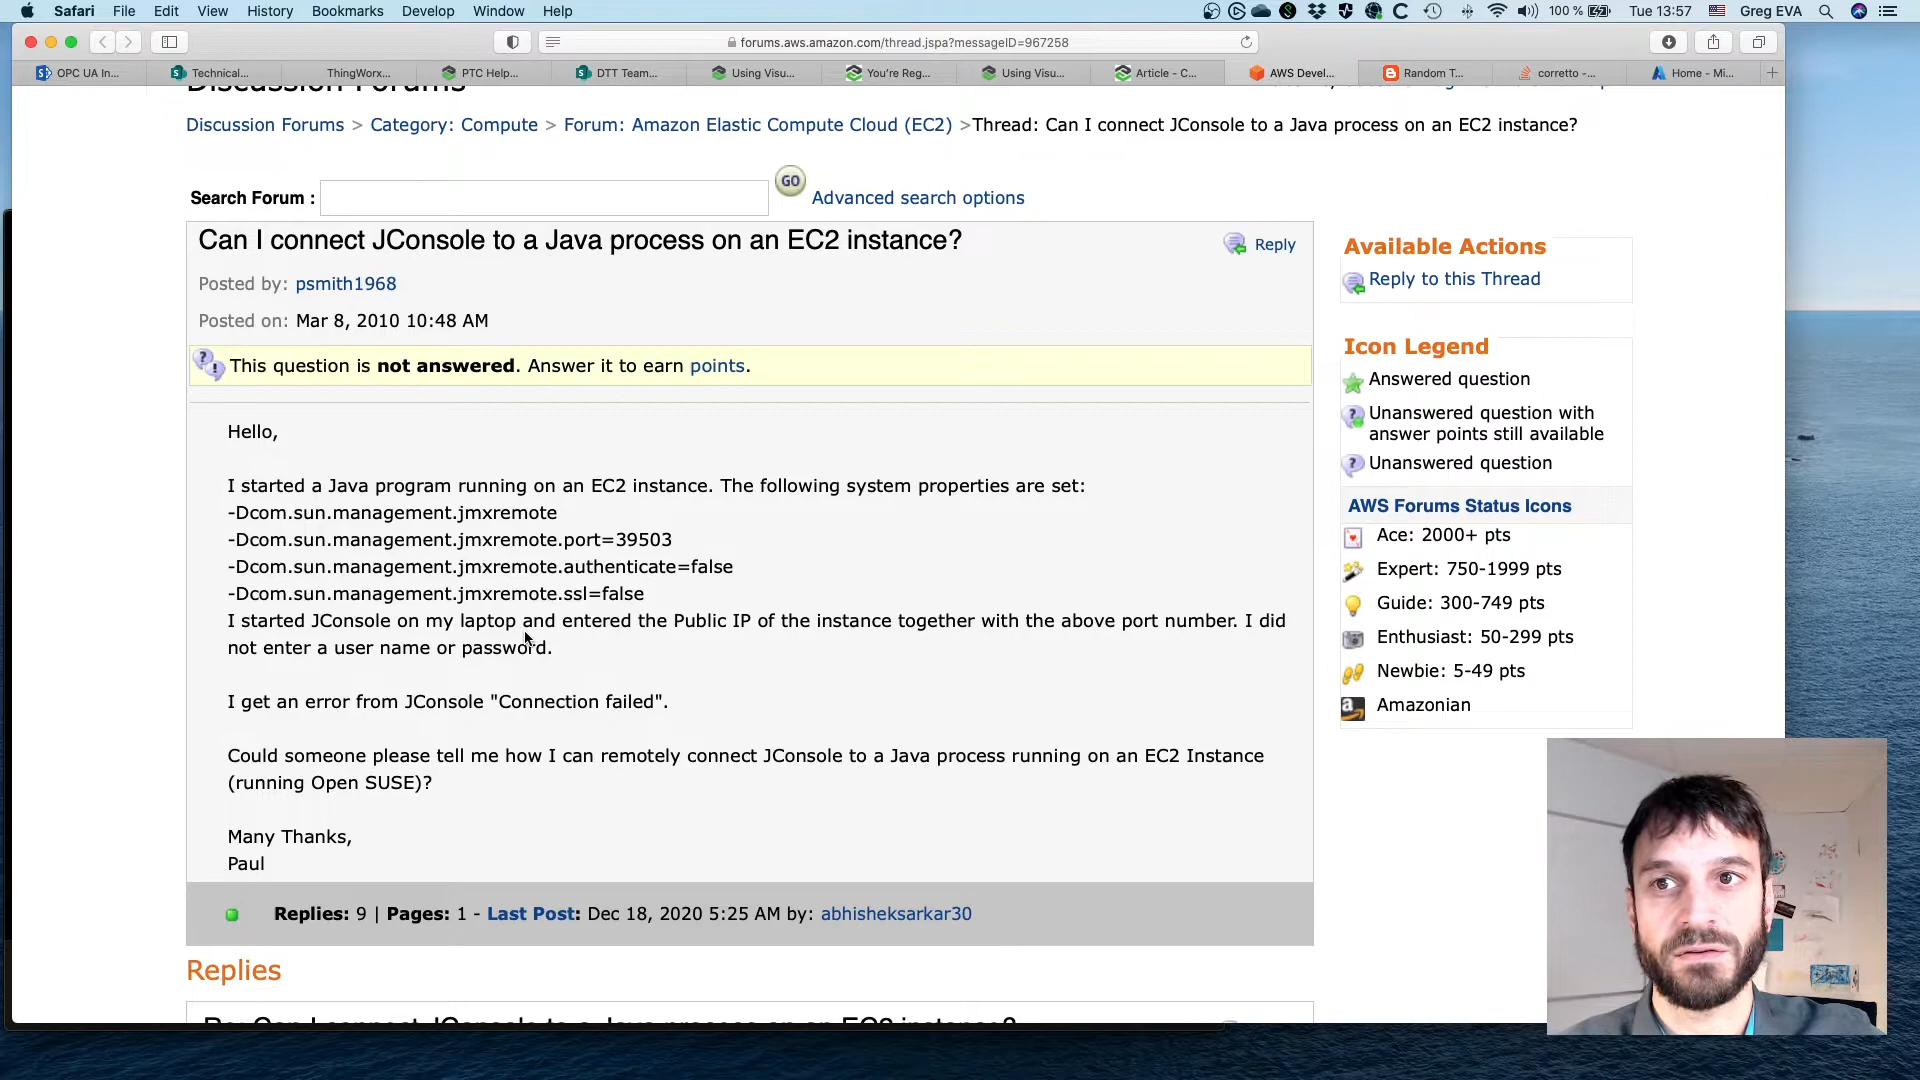 Safari File Edit View History Bookmarks Develop Window Help 100 % Tue 13:57 Greg EVA
forums.aws.amazon.com/thread.jspa?messageID=967258
OPC UA In... Technical... ThingWorx... PTC Help... DTT Team... Using Visu... You're Reg... Using Visu... Article - C... AWS Devel... Random T... corretto -... Home - Mi...
Discussion Forums
Discussion Forums > Category: Compute > Forum: Amazon Elastic Compute Cloud (EC2) >Thread: Can I connect JConsole to a Java process on an EC2 instance?
Search Forum : GO Advanced search options
Can I connect JConsole to a Java process on an EC2 instance?
Reply
Posted by: psmith1968
Posted on: Mar 8, 2010 10:48 AM
This question is not answered. Answer it to earn points.
Hello,
I started a Java program running on an EC2 instance. The following system properties are set:
-Dcom.sun.management.jmxremote
-Dcom.sun.management.jmxremote.port=39503
-Dcom.sun.management.jmxremote.authenticate=false
-Dcom.sun.management.jmxremote.ssl=false
I started JConsole on my laptop and entered the Public IP of the instance together with the above port number. I did
not enter a user name or password.
I get an error from JConsole "Connection failed".
Could someone please tell me how I can remotely connect JConsole to a Java process running on an EC2 Instance
(running Open SUSE)?
Many Thanks,
Paul
Replies: 9 | Pages: 1 - Last Post: Dec 18, 2020 5:25 AM by: abhisheksarkar30
Replies
Re: Can I connect JConsole to a Java process on an EC2 instance?
Available Actions
Reply to this Thread
Icon Legend
Answered question
Unanswered question with
answer points still available
Unanswered question
AWS Forums Status Icons
Ace: 2000+ pts
Expert: 750-1999 pts
Guide: 300-749 pts
Enthusiast: 50-299 pts
Newbie: 5-49 pts
Amazonian